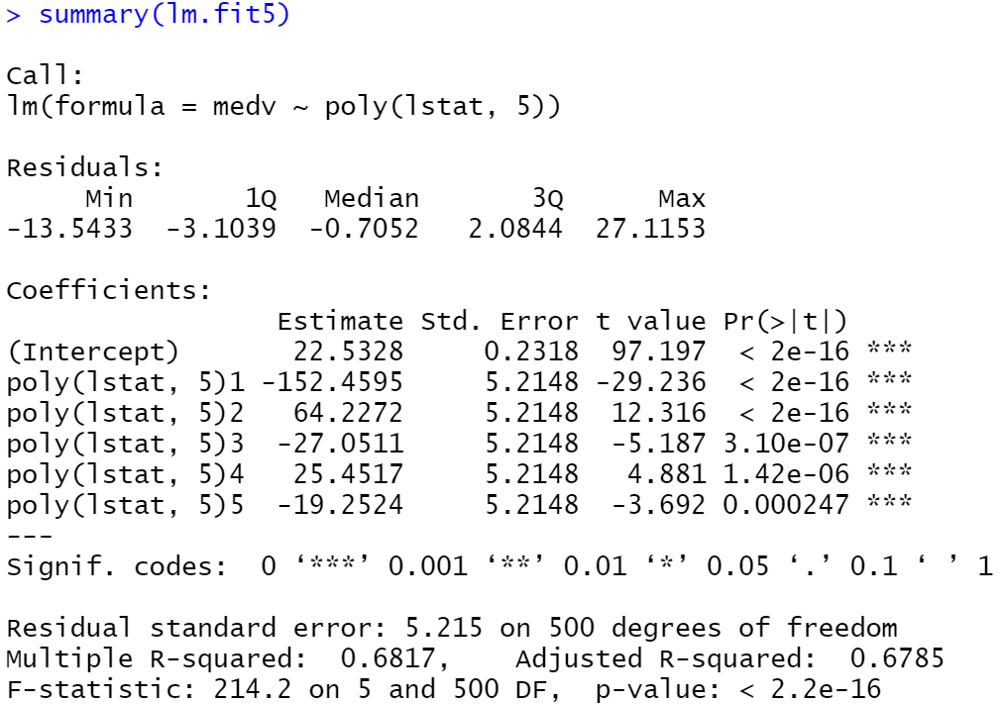 > summary(lm.fit5)

Call:
lm(formula = medv ~ poly(lstat, 5))

Residuals:
     Min       1Q   Median       3Q      Max
-13.5433  -3.1039  -0.7052   2.0844  27.1153

Coefficients:
                 Estimate Std. Error t value Pr(>|t|)
(Intercept)       22.5328     0.2318  97.197  < 2e-16 ***
poly(lstat, 5)1 -152.4595     5.2148 -29.236  < 2e-16 ***
poly(lstat, 5)2   64.2272     5.2148  12.316  < 2e-16 ***
poly(lstat, 5)3  -27.0511     5.2148  -5.187 3.10e-07 ***
poly(lstat, 5)4   25.4517     5.2148   4.881 1.42e-06 ***
poly(lstat, 5)5  -19.2524     5.2148  -3.692 0.000247 ***
---
Signif. codes:  0 ‘***’ 0.001 ‘**’ 0.01 ‘*’ 0.05 ‘.’ 0.1 ‘ ’ 1

Residual standard error: 5.215 on 500 degrees of freedom
Multiple R-squared:  0.6817,    Adjusted R-squared:  0.6785
F-statistic: 214.2 on 5 and 500 DF,  p-value: < 2.2e-16